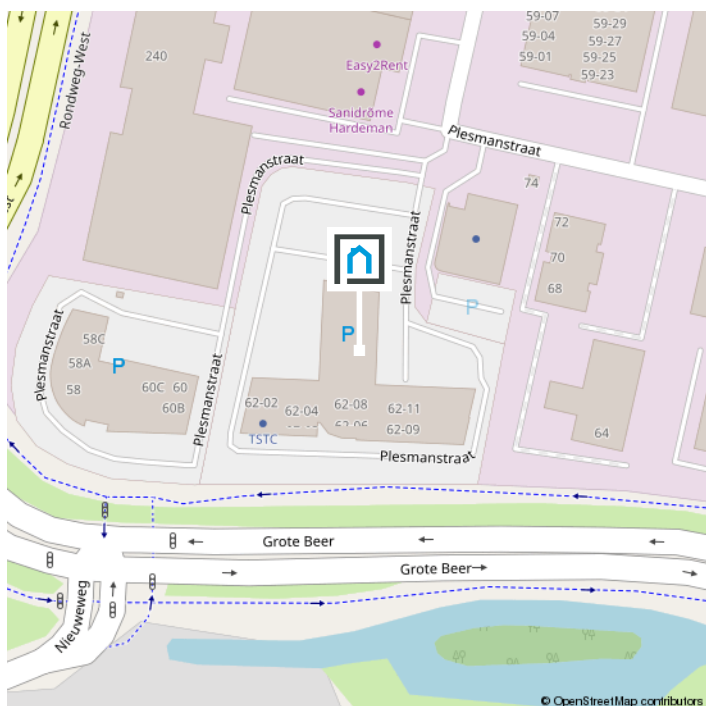 59-07
59-29
59-04
59-27
59-01
59-25
59-23
240
Easy2Rent
Rondweg-West
Sanidrôme
Hardeman
Plesmanstraat
Plesmanstraat
74
72
70
68
Plesmanstraat
P
Plesmanstraat
58C
58A
58
P
60C
60
60B
Plesmanstraat
P
62-02
62-04
62-08
62-11
62-09
TSTC
64
Plesmanstraat
Grote Beer
Grote Beer
Nieuweweg
© OpenStreetMap contributors